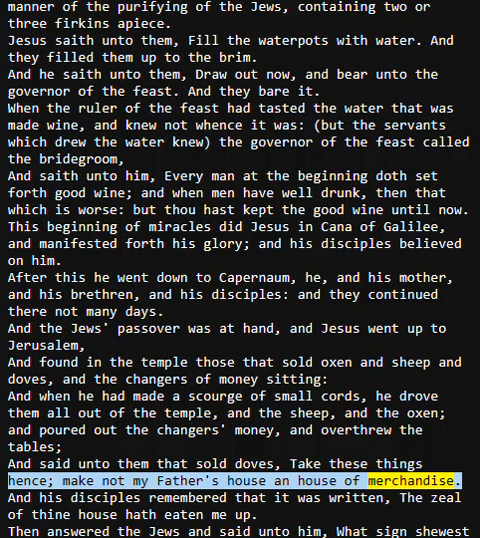 manner of the purifying of the Jews, containing two or
three firkins apiece.
Jesus saith unto them, Fill the waterpots with water. And
they filled them up to the brim.
And he saith unto them, Draw out now, and bear unto the
governor of the feast. And they bare it.
When the ruler of the feast had tasted the water that was
made wine, and knew not whence it was: (but the servants
which drew the water knew) the governor of the feast called
the bridegroom,
And saith unto him, Every man at the beginning doth set
forth good wine; and when men have well drunk, then that
which is worse: but thou hast kept the good wine until now.
This beginning of miracles did Jesus in Cana of Galilee,
and manifested forth his glory; and his disciples believed
on him.
After this he went down to Capernaum, he, and his mother,
and his brethren, and his disciples: and they continued
there not many days.
And the Jews' passover was at hand, and Jesus went up to
Jerusalem,
And found in the temple those that sold oxen and sheep and
doves, and the changers of money sitting:
And when he had made a scourge of small cords, he drove
them all out of the temple, and the sheep, and the oxen;
and poured out the changers' money, and overthrew the
tables;
And said unto them that sold doves, Take these things
hence; make not my Father's house an house of merchandise.
And his disciples remembered that it was written, The zeal
of thine house hath eaten me up.
Then answered the Jews and said unto him, What sign shewest